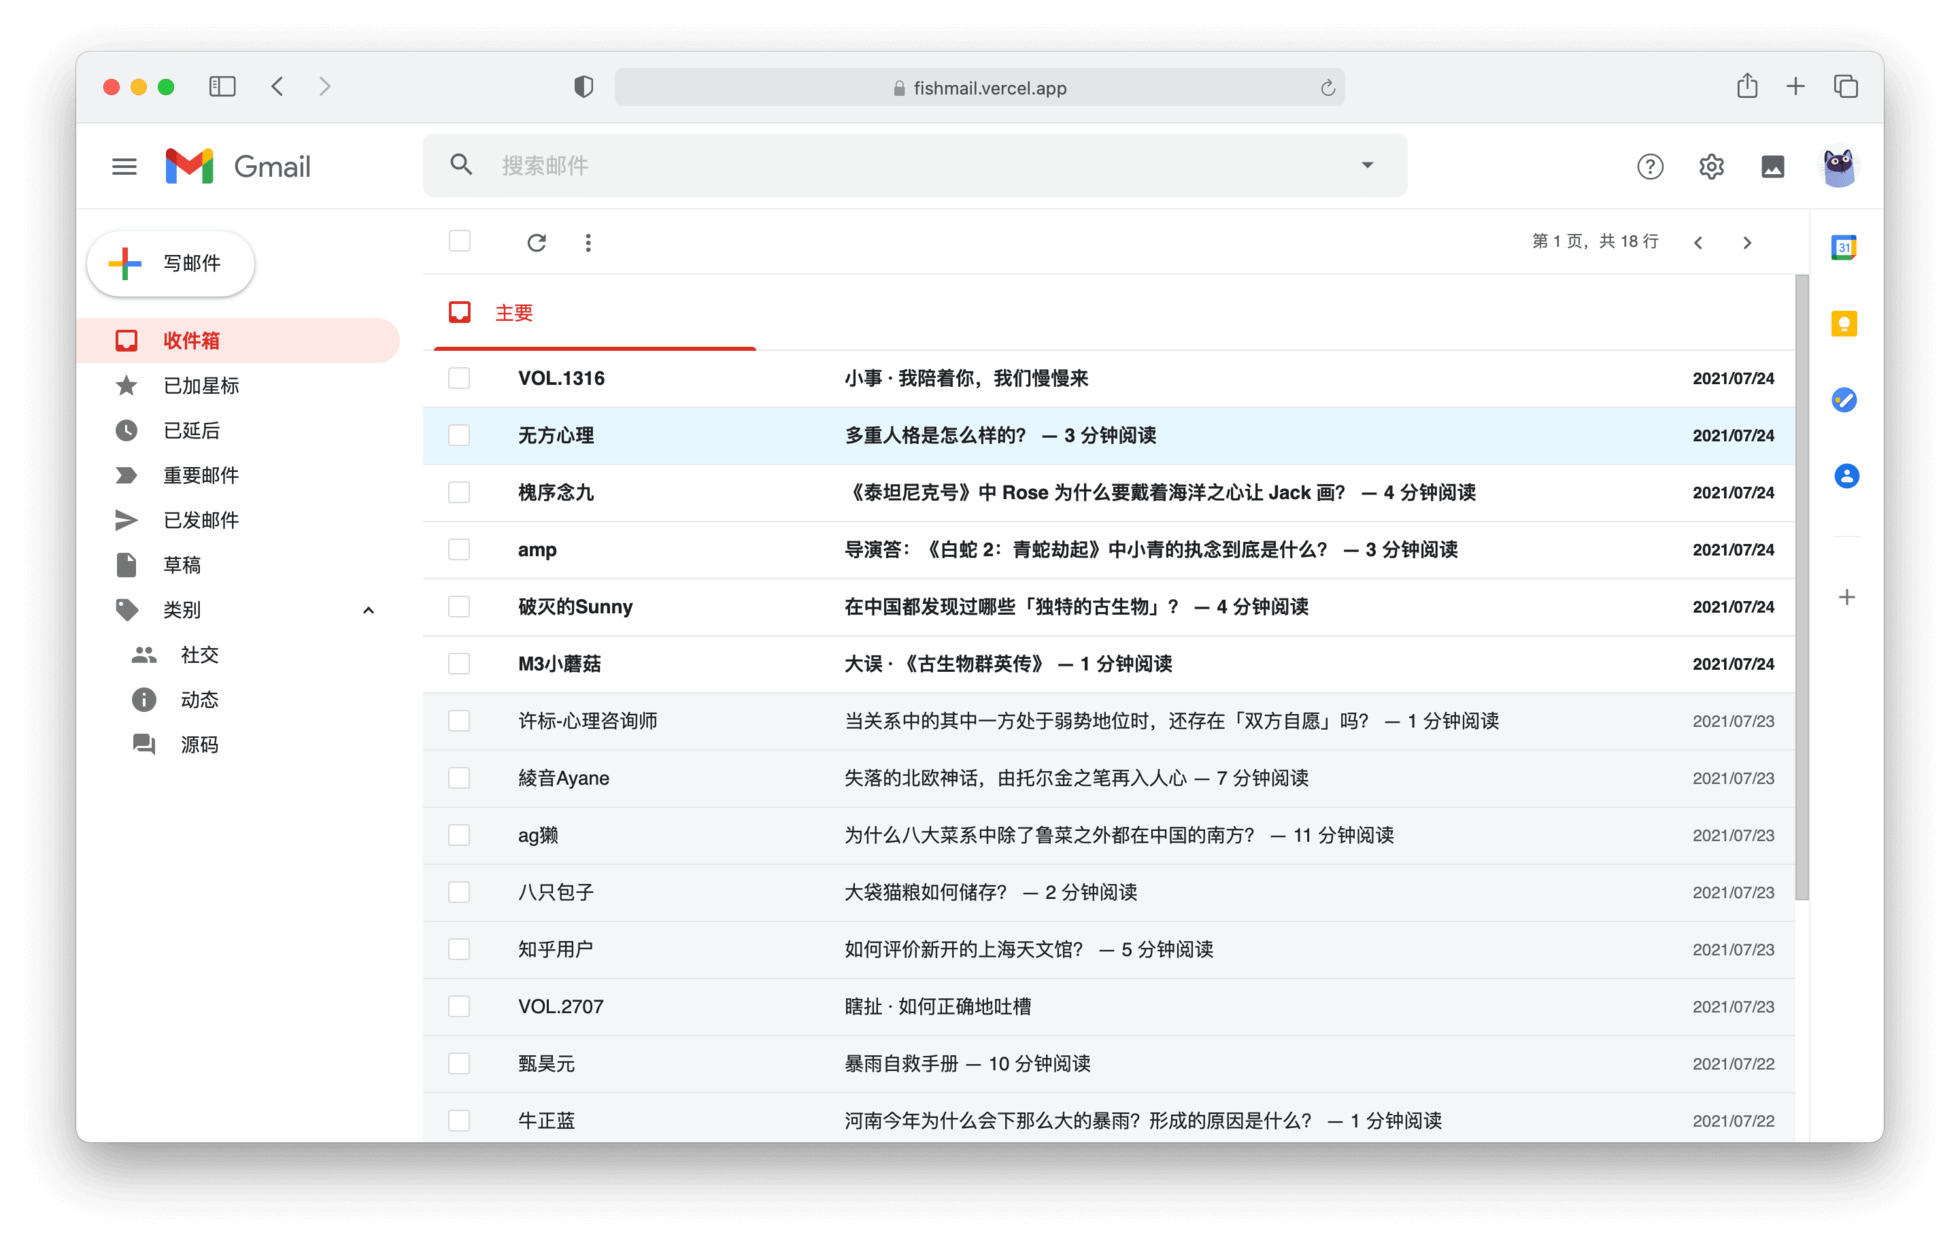 fishmail.vercel.app
Gmail
搜索邮件
写邮件
第 1 页，共 18 行
31
收件箱
已加星标
已延后
重要邮件
已发邮件
草稿
类别
社交
动态
源码
主要
VOL.1316 小事 · 我陪着你，我们慢慢来 2021/07/24
无方心理 多重人格是怎么样的？ — 3 分钟阅读 2021/07/24
槐序念九 《泰坦尼克号》中 Rose 为什么要戴着海洋之心让 Jack 画？ — 4 分钟阅读 2021/07/24
amp 导演答：《白蛇 2：青蛇劫起》中小青的执念到底是什么？ — 3 分钟阅读 2021/07/24
破灭的Sunny 在中国都发现过哪些「独特的古生物」？ — 4 分钟阅读 2021/07/24
M3小蘑菇 大误 · 《古生物群英传》 — 1 分钟阅读 2021/07/24
许标-心理咨询师 当关系中的其中一方处于弱势地位时，还存在「双方自愿」吗？ — 1 分钟阅读 2021/07/23
綾音Ayane 失落的北欧神话，由托尔金之笔再入人心 — 7 分钟阅读 2021/07/23
ag獭 为什么八大菜系中除了鲁菜之外都在中国的南方？ — 11 分钟阅读 2021/07/23
八只包子 大袋猫粮如何储存？ — 2 分钟阅读 2021/07/23
知乎用户 如何评价新开的上海天文馆？ — 5 分钟阅读 2021/07/23
VOL.2707 瞎扯 · 如何正确地吐槽 2021/07/23
甄昊元 暴雨自救手册 — 10 分钟阅读 2021/07/22
牛正蓝 河南今年为什么会下那么大的暴雨？形成的原因是什么？ — 1 分钟阅读 2021/07/22